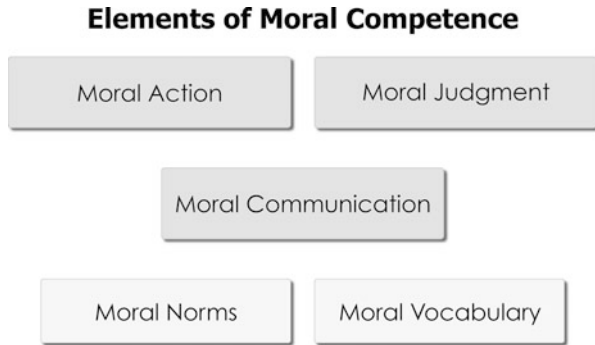 Elements of Moral Competence
Moral Action
Moral Judgment
Moral Communication
Moral Norms
Moral Vocabulary